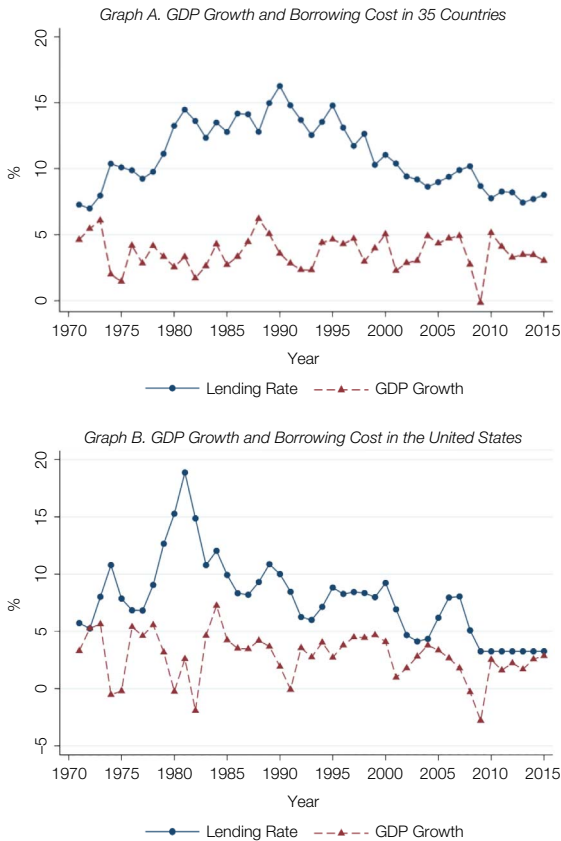 Graph A. GDP Growth and Borrowing Cost in 35 Countries
20
15
10
5
0
%
1970 1975 1980 1985 1990 1995 2000 2005 2010 2015
Year
Lending Rate GDP Growth
Graph B. GDP Growth and Borrowing Cost in the United States
20
15
10
5
0
–5
%
1970 1975 1980 1985 1990 1995 2000 2005 2010 2015
Year
Lending Rate GDP Growth